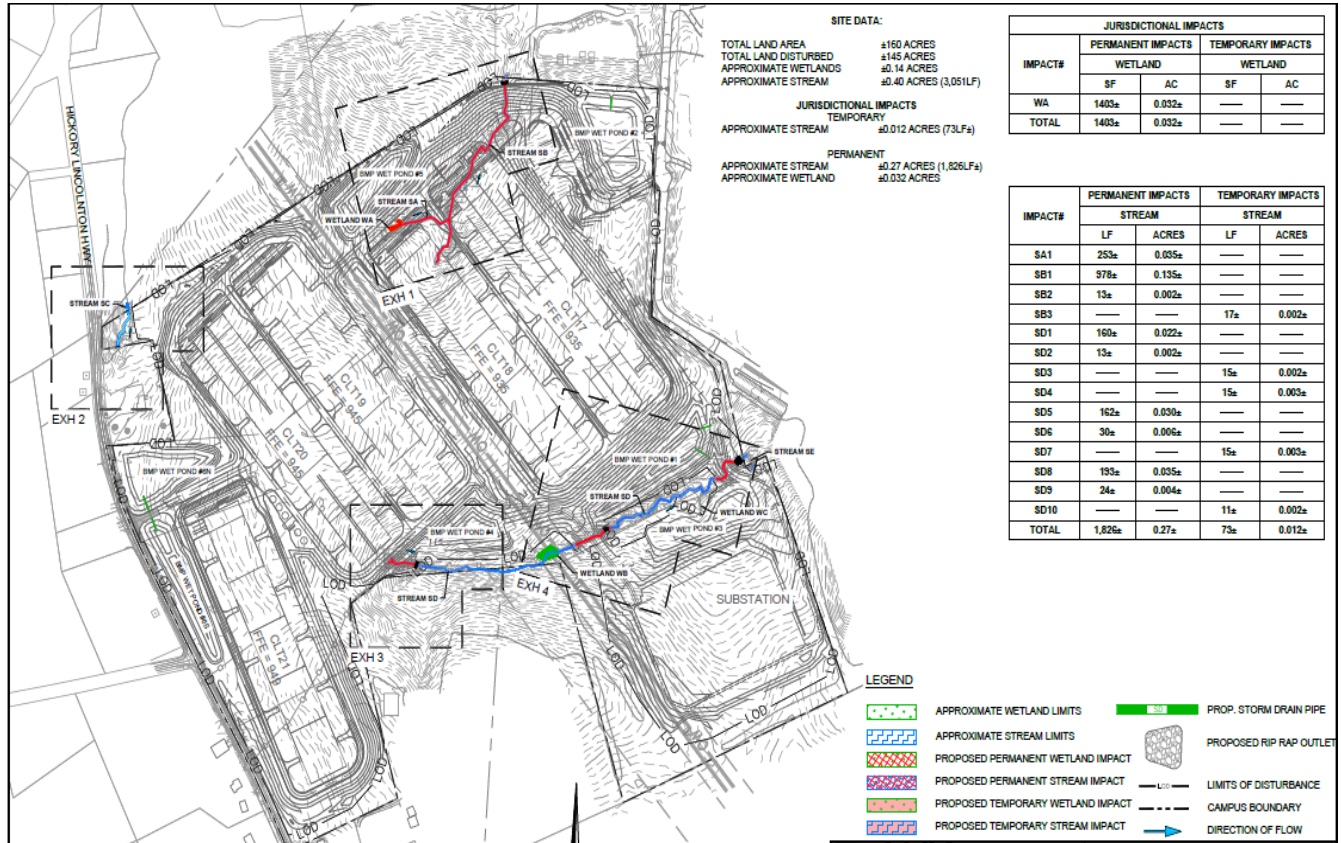 SITE DATA:
TOTAL LAND AREA ±160 ACRES
TOTAL LAND DISTURBED ±145 ACRES
APPROXIMATE WETLANDS ±0.14 ACRES
APPROXIMATE STREAM ±0.40 ACRES (3,051LF)
JURISDICTIONAL IMPACTS
TEMPORARY
APPROXIMATE STREAM ±0.012 ACRES (73LF±)
PERMANENT
APPROXIMATE STREAM ±0.27 ACRES (1,826LF±)
APPROXIMATE WETLAND ±0.032 ACRES
JURISDICTIONAL IMPACTS
IMPACT# PERMANENT IMPACTS TEMPORARY IMPACTS
WETLAND WETLAND
SF AC SF AC
WA 1403± 0.032± —— ——
TOTAL 1403± 0.032± —— ——
IMPACT# PERMANENT IMPACTS TEMPORARY IMPACTS
STREAM STREAM
LF ACRES LF ACRES
SA1 253± 0.035± —— ——
SB1 978± 0.135± —— ——
SB2 13± 0.002± —— ——
SB3 —— —— 17± 0.002±
SD1 160± 0.022± —— ——
SD2 13± 0.002± —— ——
SD3 —— —— 15± 0.002±
SD4 —— —— 15± 0.003±
SD5 162± 0.030± —— ——
SD6 30± 0.006± —— ——
SD7 —— —— 15± 0.003±
SD8 193± 0.035± —— ——
SD9 24± 0.004± —— ——
SD10 —— —— 11± 0.002±
TOTAL 1,826± 0.27± 73± 0.012±
HICKORY LINCOLNTON HWY
LOD
BMP WET POND #2
STREAM SB
BMP WET POND #5
STREAM SA
WETLAND WA
EXH 1
STREAM SC
EXH 2
CLT17
FFE = 935
CLT18
FFE = 935
CLT19
FFE = 945
CLT20
FFE = 945
CLT21
FFE = 949
BMP WET POND #6N
BMP WET POND #6S
BMP WET POND #1
STREAM SE
STREAM SD
WETLAND WC
BMP WET POND #3
BMP WET POND #4
WETLAND WB
EXH 4
STREAM SD
EXH 3
SUBSTATION
LEGEND
APPROXIMATE WETLAND LIMITS
APPROXIMATE STREAM LIMITS
PROPOSED PERMANENT WETLAND IMPACT
PROPOSED PERMANENT STREAM IMPACT
PROPOSED TEMPORARY WETLAND IMPACT
PROPOSED TEMPORARY STREAM IMPACT
SD PROP. STORM DRAIN PIPE
PROPOSED RIP RAP OUTLET
LOD LIMITS OF DISTURBANCE
CAMPUS BOUNDARY
DIRECTION OF FLOW